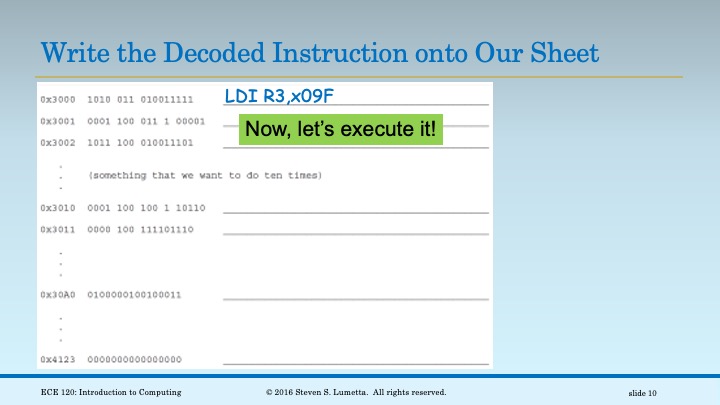 Write the Decoded Instruction onto Our Sheet
0x3000 1010 011 010011111 LDI R3,x09F
0x3001 0001 100 011 1 00001
Now, let's execute it!
0x3002 1011 100 010011101
.
.
.
(something that we want to do ten times)
0x3010 0001 100 100 1 10110
0x3011 0000 100 111101110
.
.
.
0x30A0 0100000100100011
.
.
.
0x4123 0000000000000000
ECE 120: Introduction to Computing © 2016 Steven S. Lumetta. All rights reserved. slide 10